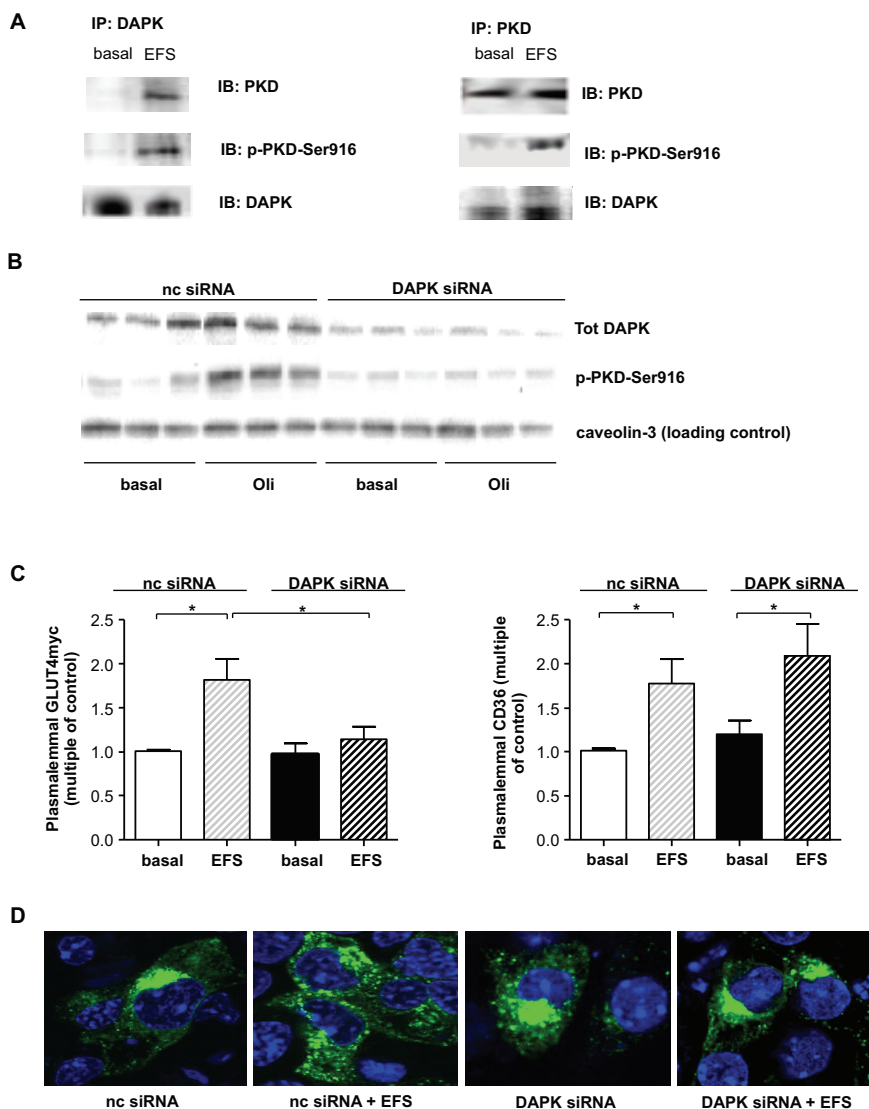 A
IP: DAPK
basal EFS
IB: PKD
IB: p-PKD-Ser916
IB: DAPK
IP: PKD
basal EFS
IB: PKD
IB: p-PKD-Ser916
IB: DAPK
B
nc siRNA
DAPK siRNA
Tot DAPK
p-PKD-Ser916
caveolin-3 (loading control)
basal
Oli
basal
Oli
C
nc siRNA
DAPK siRNA
*
*
Plasmalemmal GLUT4myc
(multiple of control)
2.5
2.0
1.5
1.0
0.5
0.0
basal
EFS
basal
EFS
nc siRNA
DAPK siRNA
*
*
Plasmalemmal CD36 (multiple
of control)
2.5
2.0
1.5
1.0
0.5
0.0
basal
EFS
basal
EFS
D
nc siRNA
nc siRNA + EFS
DAPK siRNA
DAPK siRNA + EFS